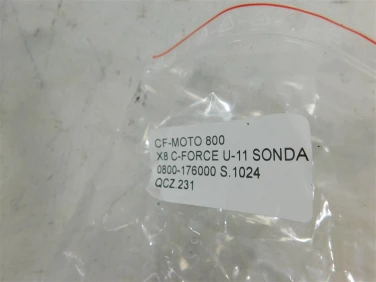 CF-MOTO 800
X8 C-FORCE U-11 SONDA
0800-176000 S.1024
QCZ.231